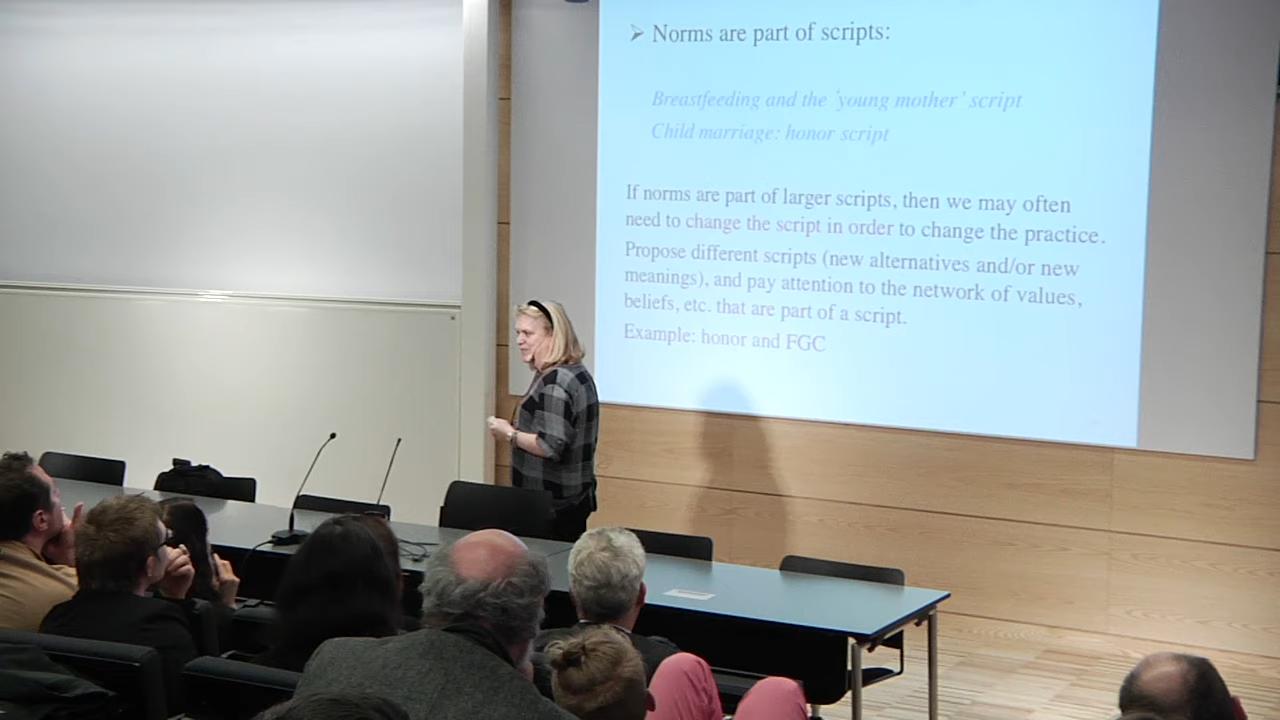 ➢ Norms are part of scripts:
Breastfeeding and the 'young mother' script
Child marriage: honor script
If norms are part of larger scripts, then we may often
need to change the script in order to change the practice.
Propose different scripts (new alternatives and/or new
meanings), and pay attention to the network of values,
beliefs, etc. that are part of a script.
Example: honor and FGC